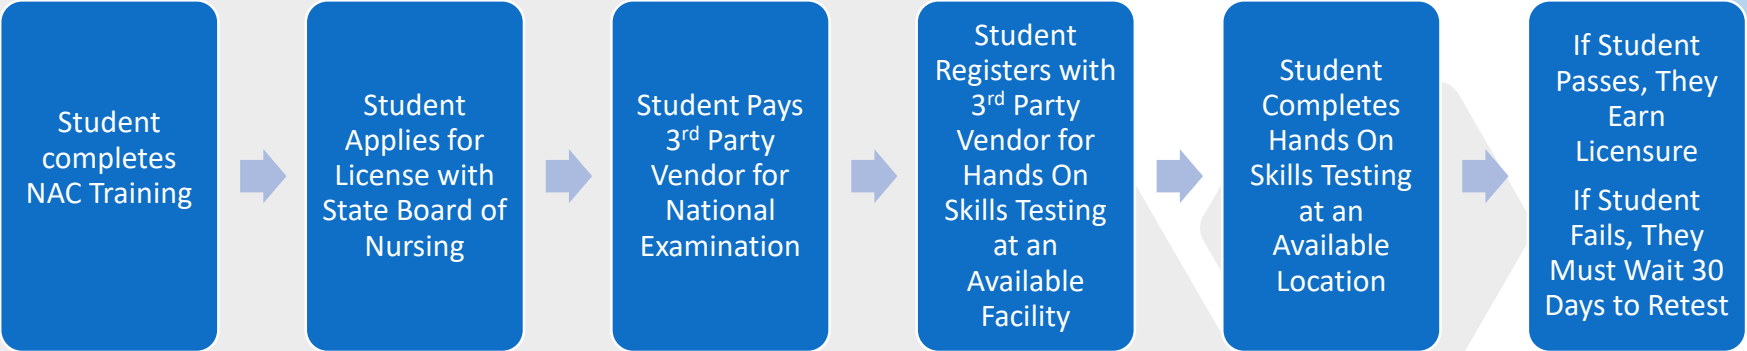 Student
completes
NAC Training
Student
Applies for
License with
State Board of
Nursing
Student Pays
3rd Party
Vendor for
National
Examination
Student
Registers with
3rd Party
Vendor for
Hands On
Skills Testing
at an
Available
Facility
Student
Completes
Hands On
Skills Testing
at an
Available
Location
If Student
Passes, They
Earn
Licensure
If Student
Fails, They
Must Wait 30
Days to Retest